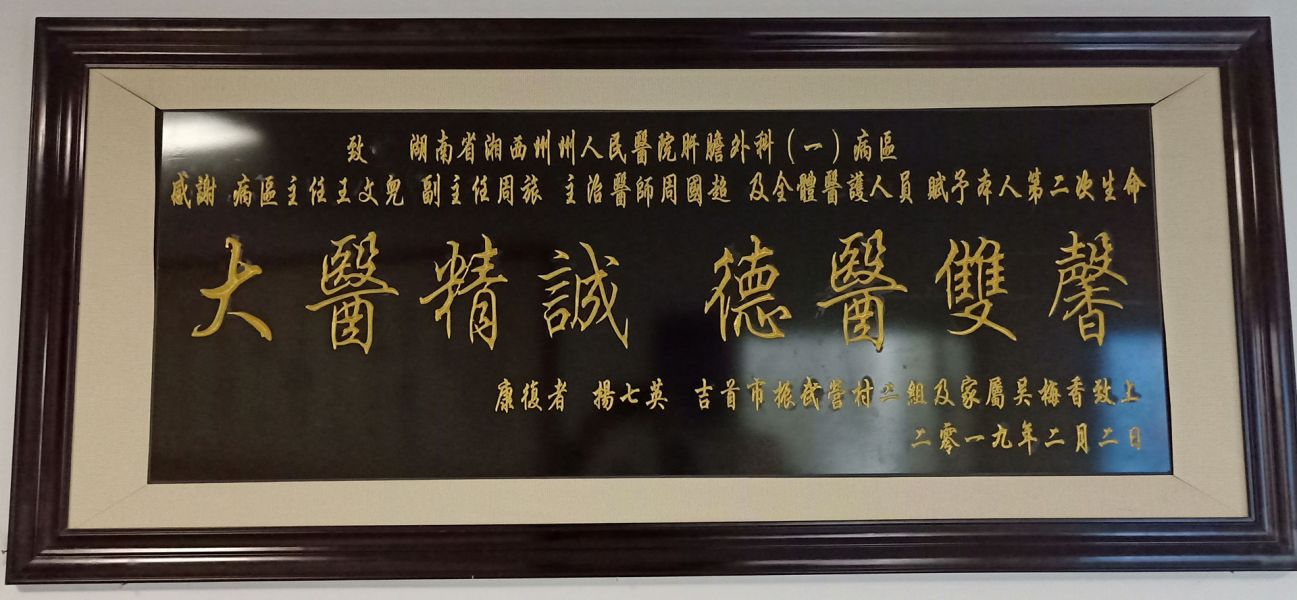 致 湖南省湘西州州人民醫院肝膽外科(一)病區
感謝 病區主任王文兒 副主任周旅 主治醫師周國超 及全體醫護人員 賦予本人第二次生命
大醫精誠 德醫雙馨
康復者 楊七英 吉首市振武營村二組及家屬吴梅香致上
二零一九年二月二日